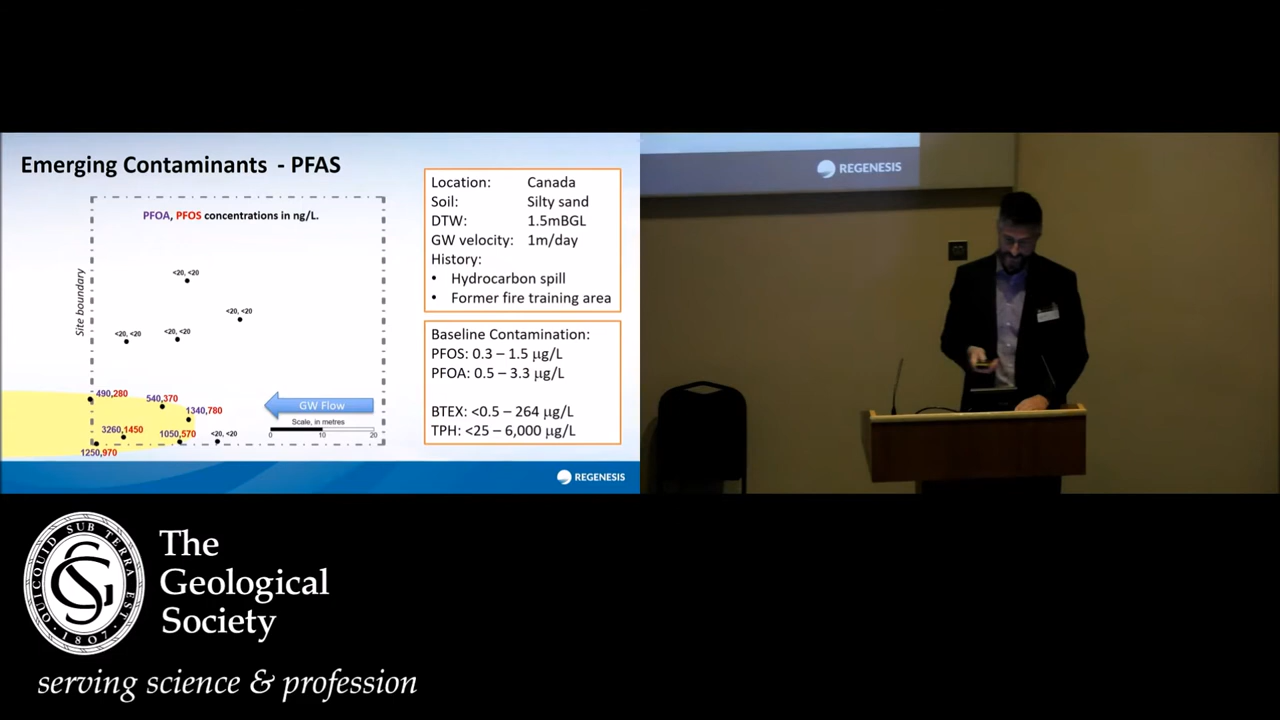 Emerging Contaminants - PFAS
PFOA, PFOS concentrations in ng/L.
Site boundary
<20, <20
<20, <20
<20, <20
<20, <20
490,280
540,370
1340,780
3260,1450
1050,570
<20, <20
1250,970
GW Flow
Scale, in metres
0 10 20
Location: Canada
Soil: Silty sand
DTW: 1.5mBGL
GW velocity: 1m/day
History:
• Hydrocarbon spill
• Former fire training area
Baseline Contamination:
PFOS: 0.3 – 1.5 µg/L
PFOA: 0.5 – 3.3 µg/L
BTEX: <0.5 – 264 µg/L
TPH: <25 – 6,000 µg/L
REGENESIS
REGENESIS
QUICQUID SUB TERRA EST
1807
The
Geological
Society
serving science & profession